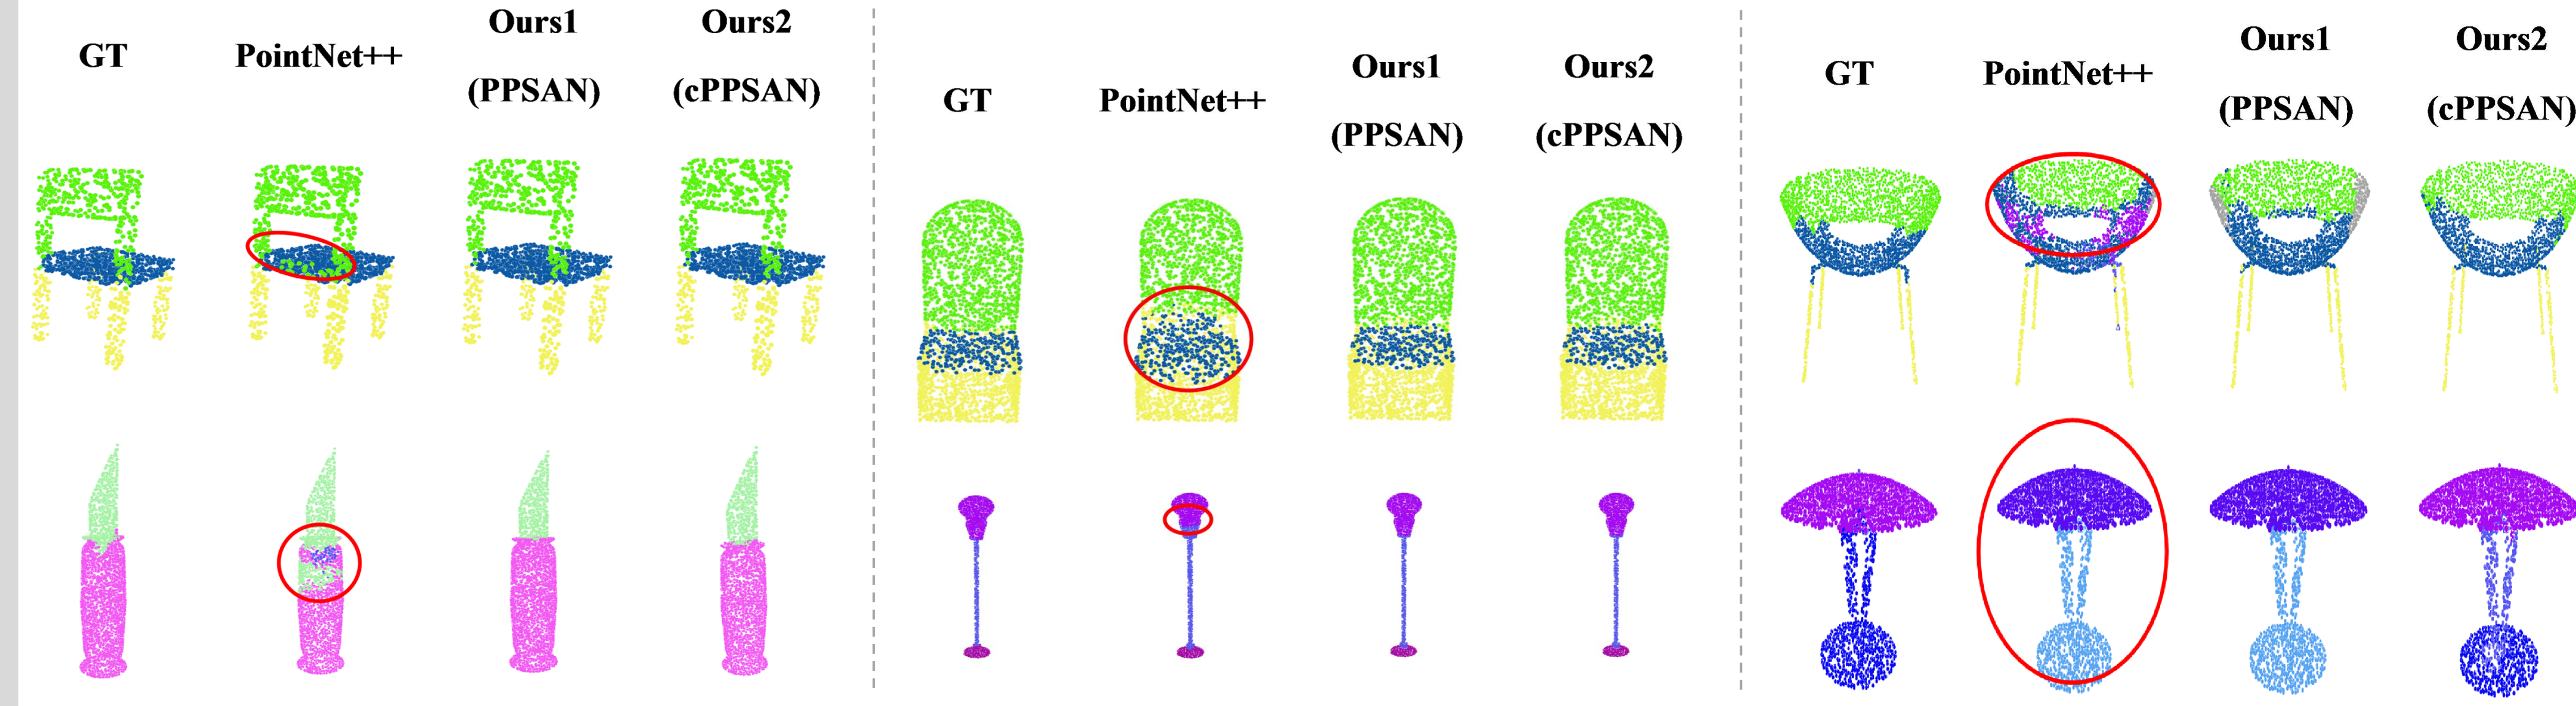 GT
PointNet++
Ours1
(PPSAN)
Ours2
(cPPSAN)
GT
PointNet++
Ours1
(PPSAN)
Ours2
(cPPSAN)
GT
PointNet++
Ours1
(PPSAN)
Ours2
(cPPSAN)